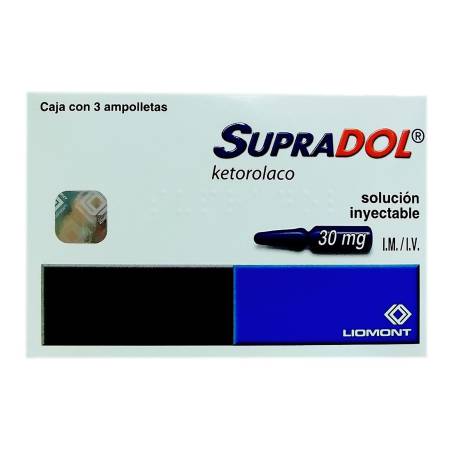 Caja con 3 ampolletas
SUPRADOL®
ketorolaco
solución
inyectable
30 mg
I.M./I.V.
LIOMONT